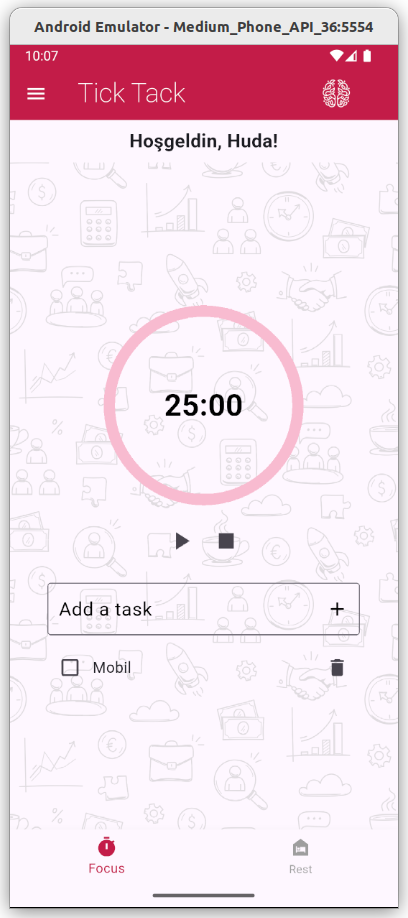 Android Emulator - Medium_Phone_API_36:5554
10:07
Tick Tack
Hoşgeldin, Huda!
25:00
Add a task +
Mobil
Focus Rest